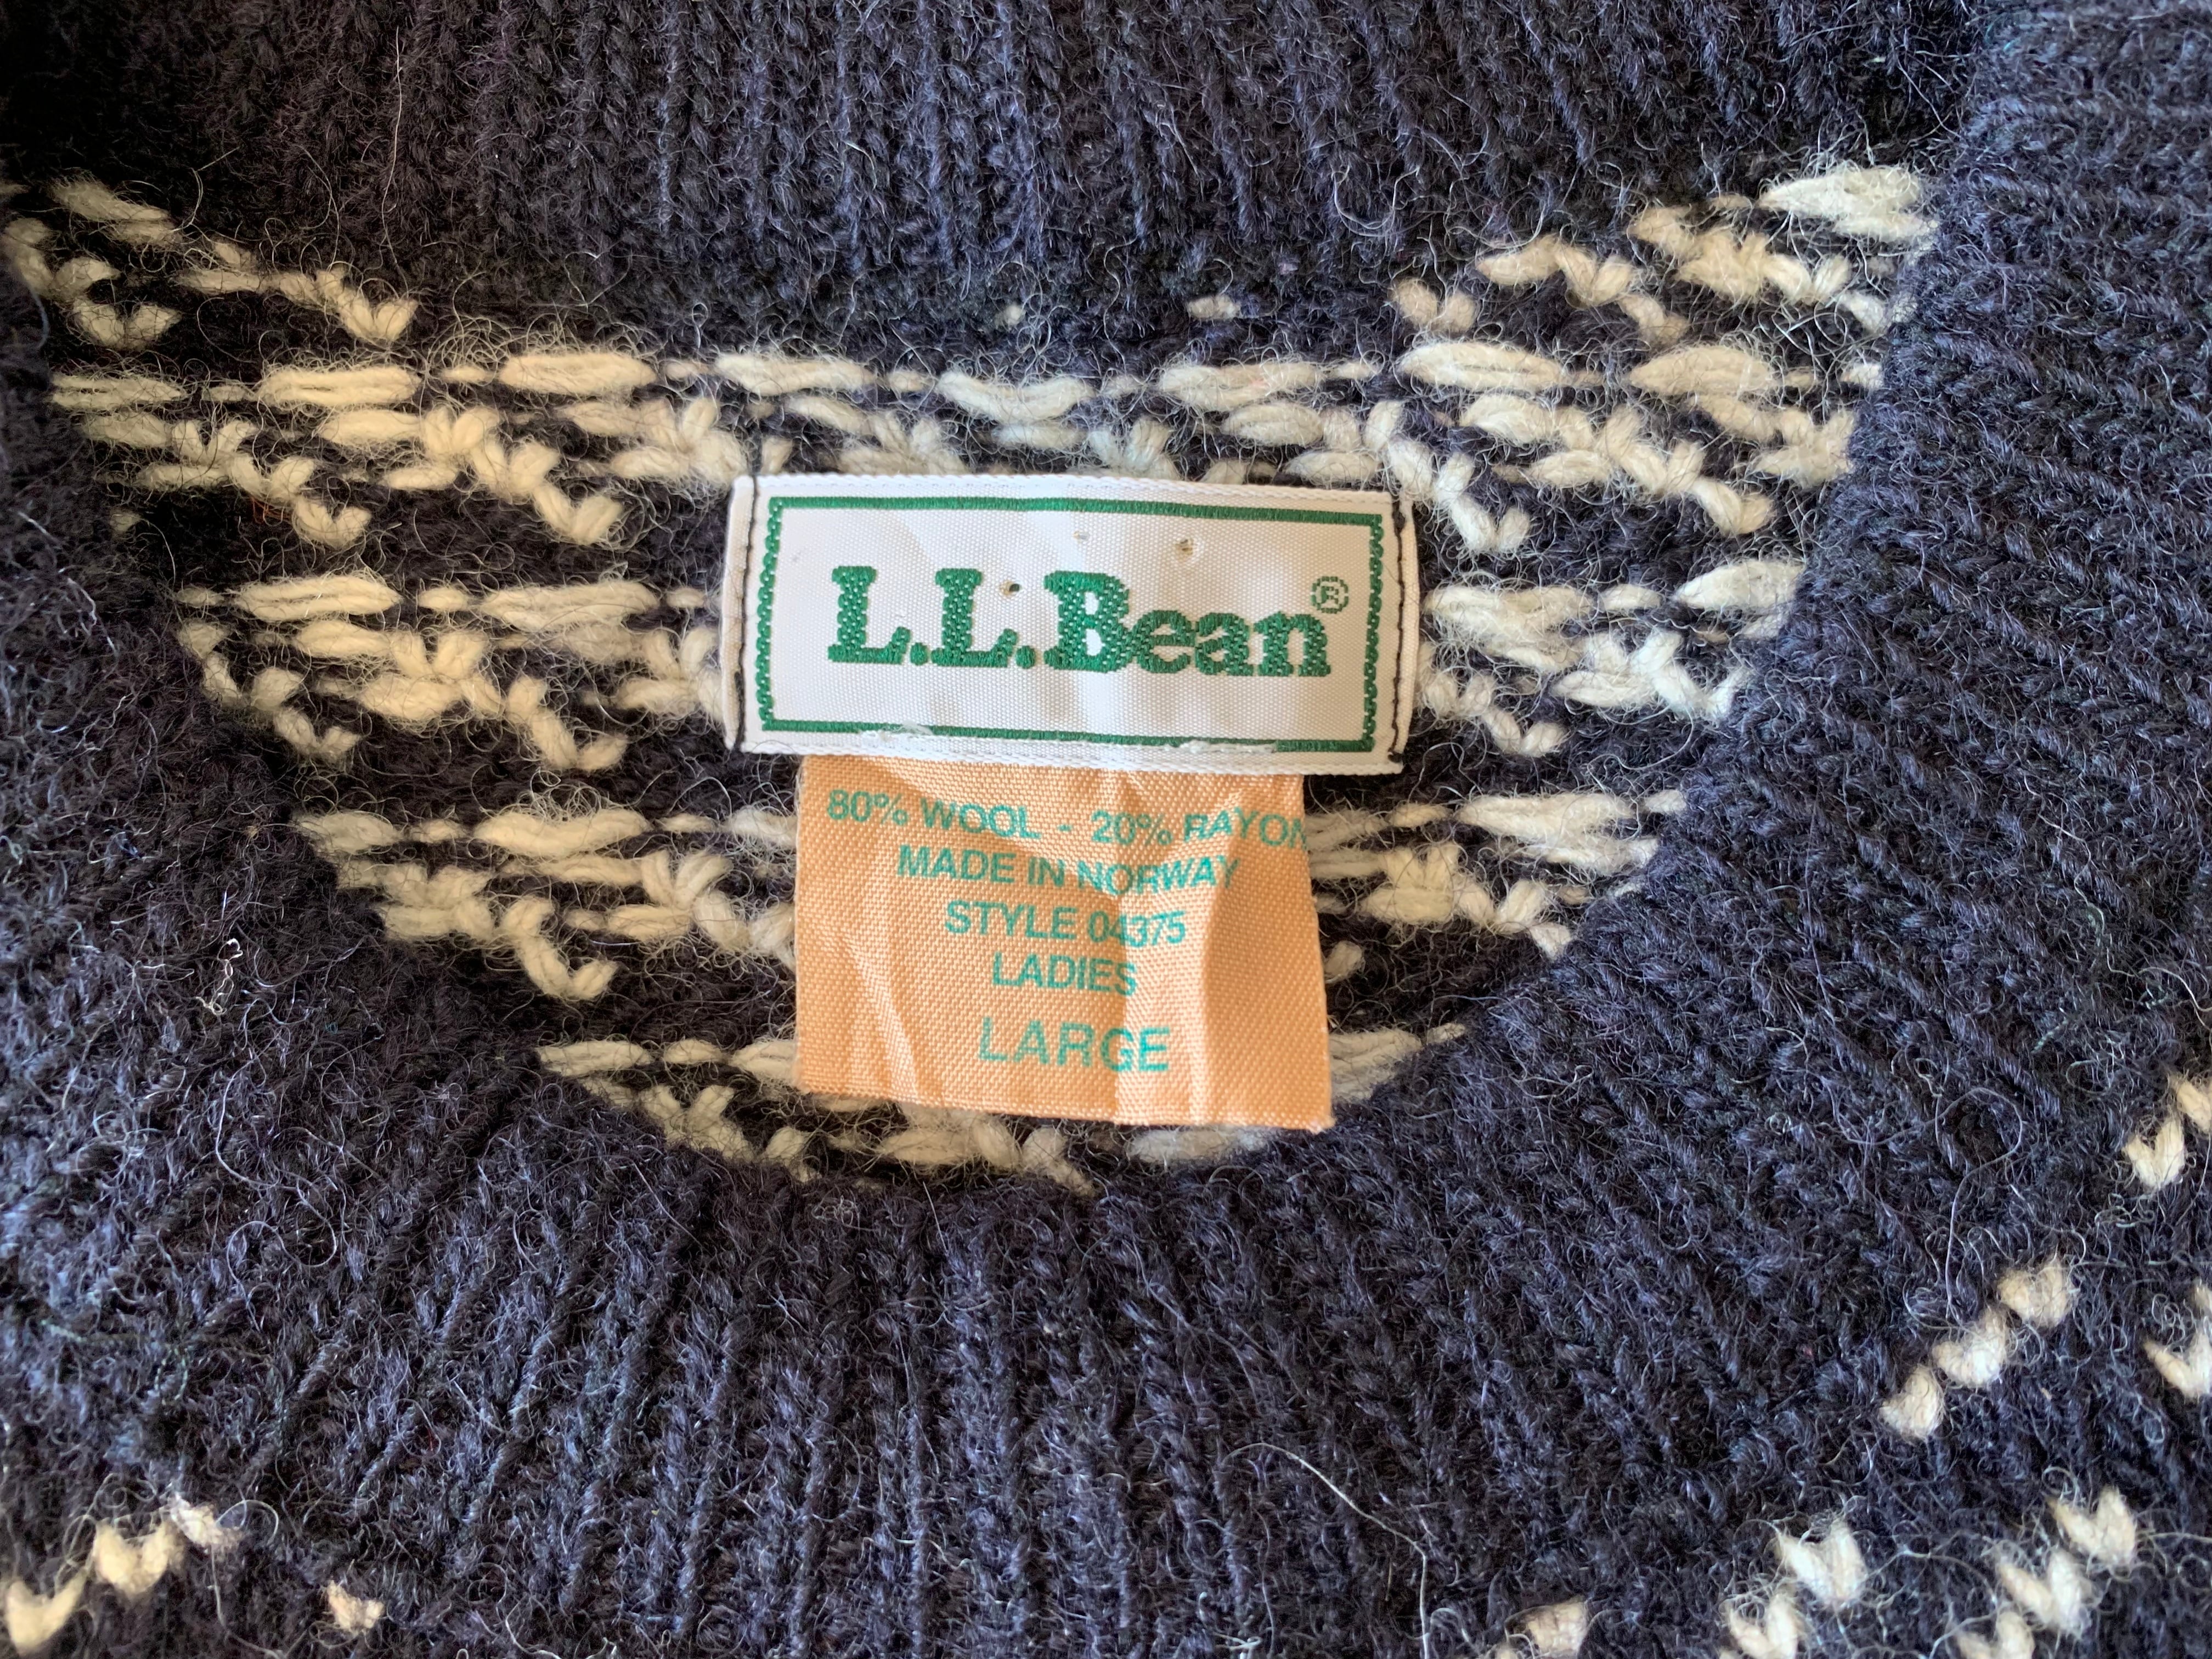 L.L.Bean®
80% WOOL - 20% RAYON
MADE IN NORWAY
STYLE 04375
LADIES
LARGE